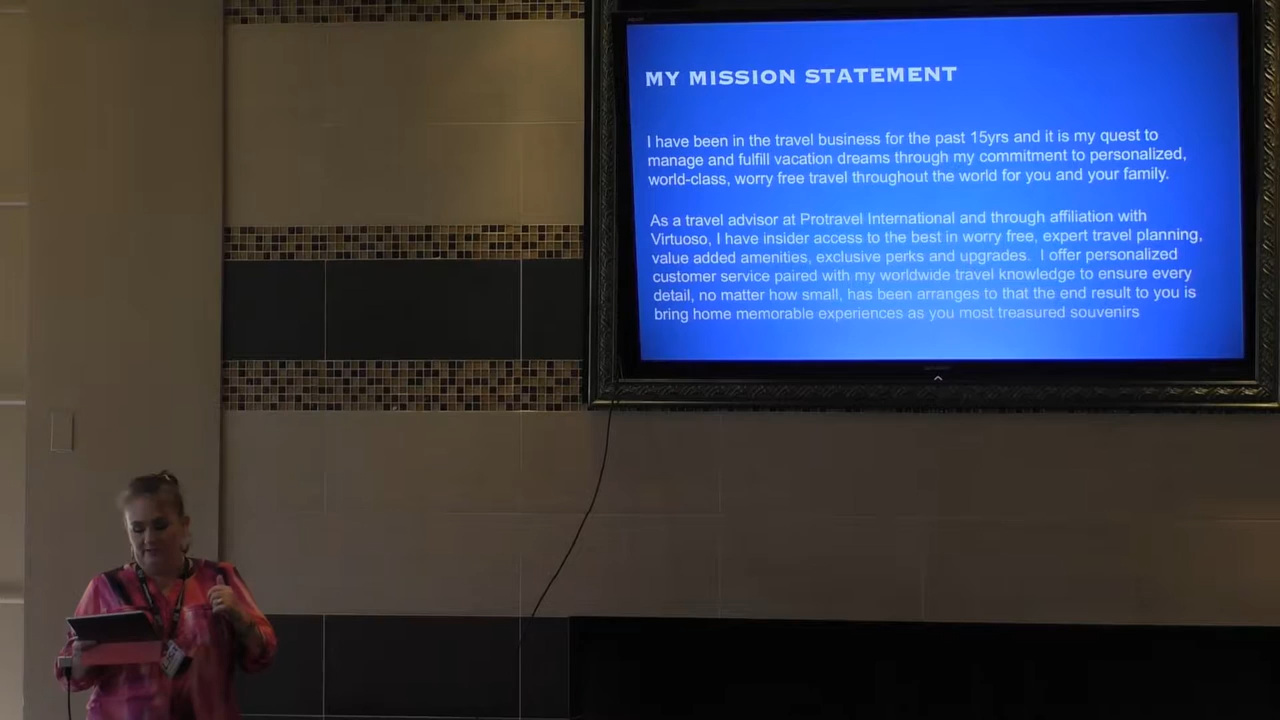 MY MISSION STATEMENT
I have been in the travel business for the past 15yrs and it is my quest to
manage and fulfill vacation dreams through my commitment to personalized,
world-class, worry free travel throughout the world for you and your family.
As a travel advisor at Protravel International and through affiliation with
Virtuoso, I have insider access to the best in worry free, expert travel planning,
value added amenities, exclusive perks and upgrades. I offer personalized
customer service paired with my worldwide travel knowledge to ensure every
detail, no matter how small, has been arranges to that the end result to you is
bring home memorable experiences as you most treasured souvenirs